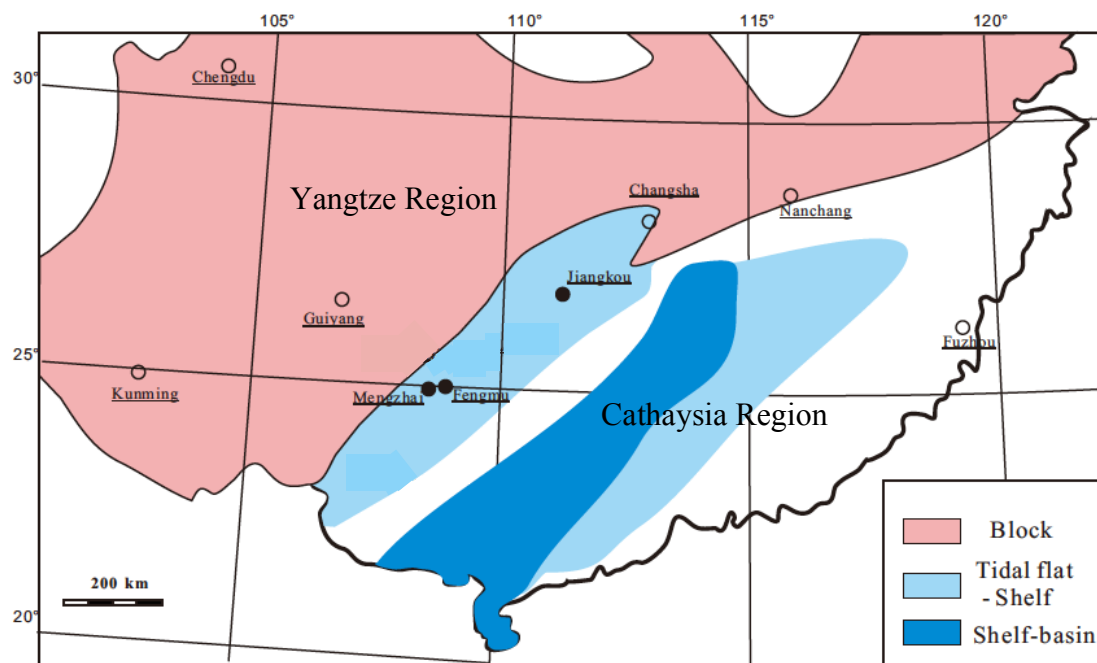 105°
110°
115°
120°
30°
Chengdu
Yangtze Region
Changsha
Nanchang
Jiangkou
Guiyang
Fuzhou
25°
Kunming
Mengzhai
Fengmu
Cathaysia Region
Block
200 km
Tidal flat
- Shelf
20°
Shelf-basin